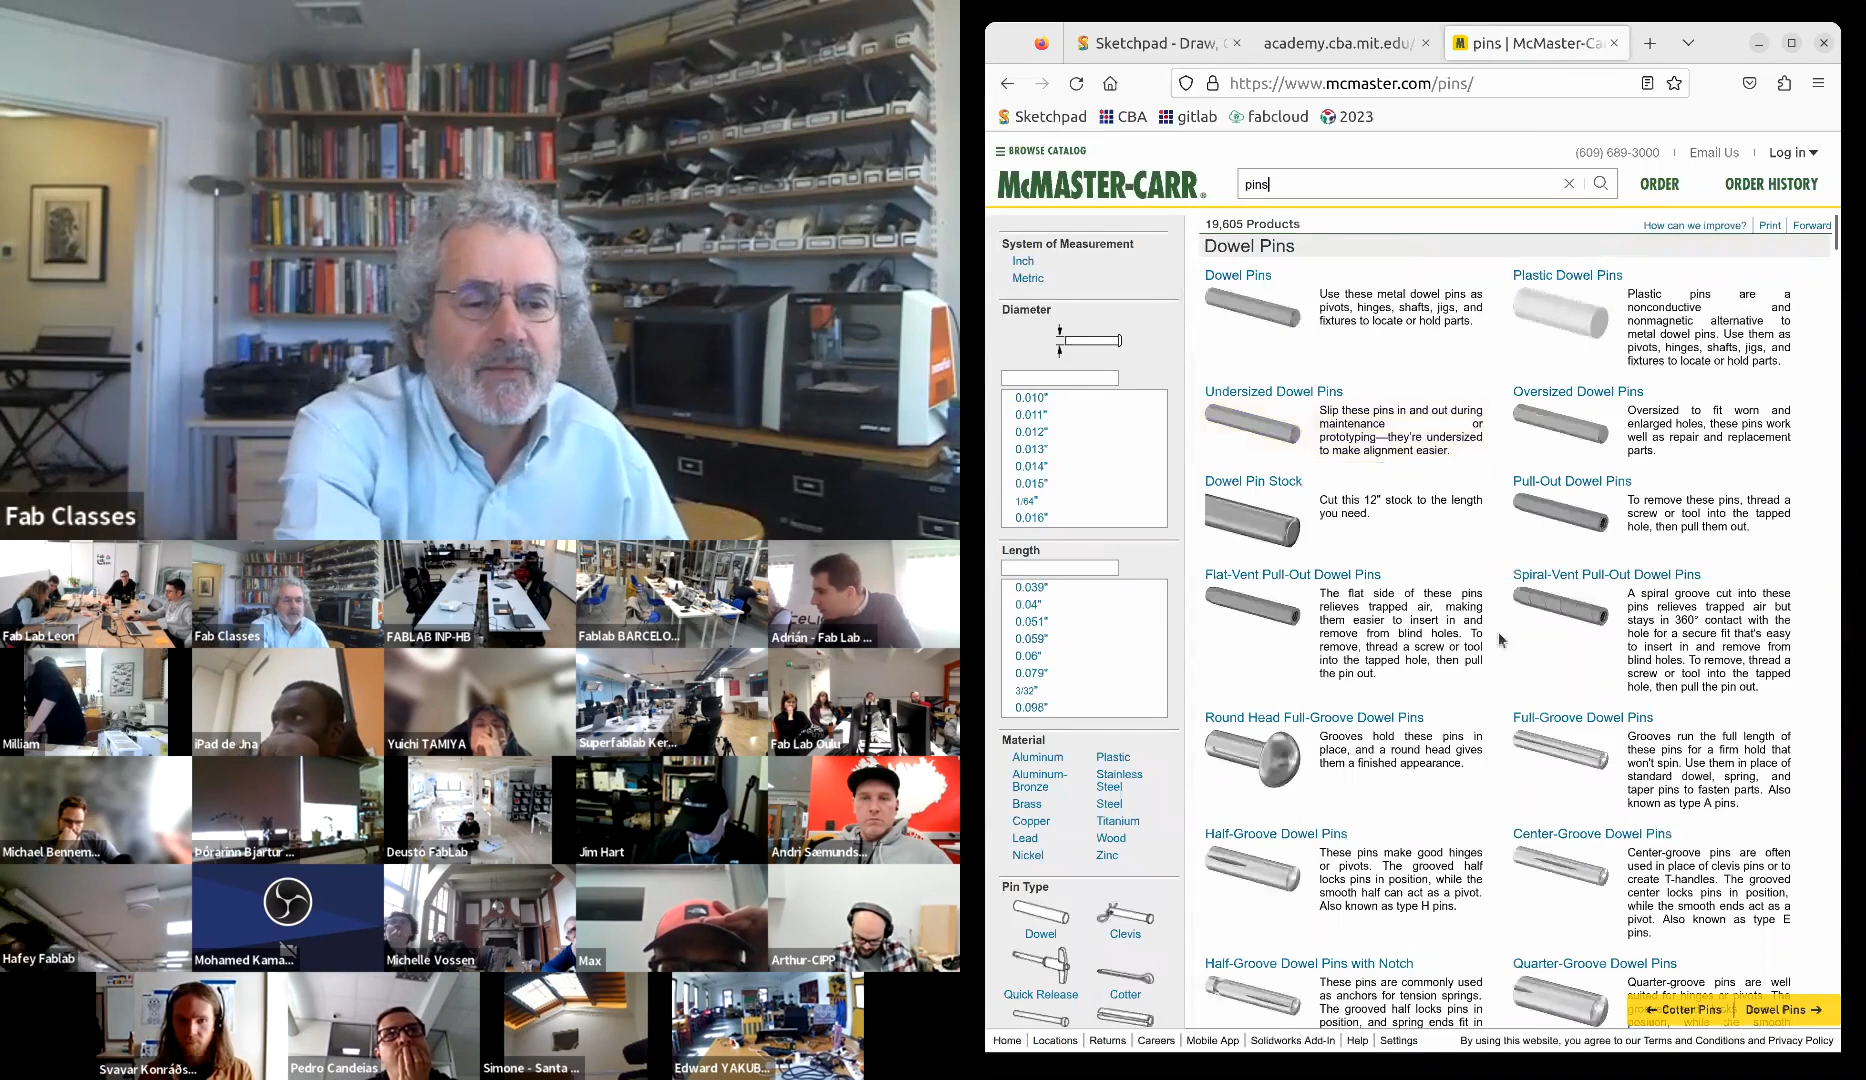 Fab Classes
Fab Lab Leon
Fab Classes
FABLAB INP-HB
Fablab BARCELO...
Adrián - Fab Lab ...
Milliam
iPad de Jna
Yuichi TAMIYA
Superfablab Ker...
Fab Lab Oulu
Michael Bennem...
Þórarinn Bjartur ...
Deusto FabLab
Jim Hart
Andri Sæmunds...
Hafey Fablab
Mohamed Kama...
Michelle Vossen
Max
Arthur-CIPP
Svavar Konráðs...
Pedro Candeias
Simone - Santa ...
Edward YAKUB...
Sketchpad - Draw,
academy.cba.mit.edu/
pins | McMaster-Ca
https://www.mcmaster.com/pins/
Sketchpad CBA gitlab fabcloud 2023
BROWSE CATALOG
(609) 689-3000 Email Us Log in
McMASTER-CARR®
pins
ORDER ORDER HISTORY
System of Measurement
Inch
Metric
Diameter
0.010"
0.011"
0.012"
0.013"
0.014"
0.015"
1/64"
0.016"
Length
0.039"
0.04"
0.051"
0.059"
0.06"
0.079"
3/32"
0.098"
Material
Aluminum
Aluminum-
Bronze
Brass
Copper
Lead
Nickel
Plastic
Stainless
Steel
Steel
Titanium
Wood
Zinc
Pin Type
Dowel Clevis
Quick Release Cotter
19,605 Products
How can we improve? Print Forward
Dowel Pins
Dowel Pins
Use these metal dowel pins as
pivots, hinges, shafts, jigs, and
fixtures to locate or hold parts.
Plastic Dowel Pins
Plastic pins are a
nonconductive and
nonmagnetic alternative to
metal dowel pins. Use them as
pivots, hinges, shafts, jigs, and
fixtures to locate or hold parts.
Undersized Dowel Pins
Slip these pins in and out during
maintenance or
prototyping—they're undersized
to make alignment easier.
Oversized Dowel Pins
Oversized to fit worn and
enlarged holes, these pins work
well as repair and replacement
parts.
Dowel Pin Stock
Cut this 12" stock to the length
you need.
Pull-Out Dowel Pins
To remove these pins, thread a
screw or tool into the tapped
hole, then pull them out.
Flat-Vent Pull-Out Dowel Pins
The flat side of these pins
relieves trapped air, making
them easier to insert in and
remove from blind holes. To
remove, thread a screw or tool
into the tapped hole, then pull
the pin out.
Spiral-Vent Pull-Out Dowel Pins
A spiral groove cut into these
pins relieves trapped air but
stays in 360° contact with the
hole for a secure fit that's easy
to insert in and remove from
blind holes. To remove, thread a
screw or tool into the tapped
hole, then pull the pin out.
Round Head Full-Groove Dowel Pins
Grooves hold these pins in
place, and a round head gives
them a finished appearance.
Full-Groove Dowel Pins
Grooves run the full length of
these pins for a firm hold that
won't spin. Use them in place of
standard dowel, spring, and
taper pins to fasten parts. Also
known as type A pins.
Half-Groove Dowel Pins
These pins make good hinges
or pivots. The grooved half
locks pins in position, while the
smooth half can act as a pivot.
Also known as type H pins.
Center-Groove Dowel Pins
Center-groove pins are often
used in place of clevis pins or to
create T-handles. The grooved
center locks pins in position,
while the smooth ends act as a
pivot. Also known as type E
pins.
Half-Groove Dowel Pins with Notch
These pins are commonly used
as anchors for tension springs.
The grooved half locks pins in
position, and spring ends fit in
Quarter-Groove Dowel Pins
Quarter-groove pins are well
suited for hinges or pivots. The
Cotter Pins Dowel Pins
Home Locations Returns Careers Mobile App Solidworks Add-In Help Settings
By using this website, you agree to our Terms and Conditions and Privacy Policy